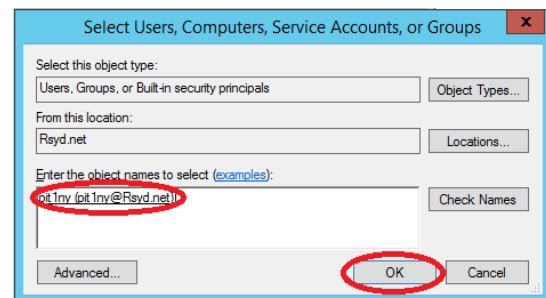 Select Users, Computers, Service Accounts, or Groups
x
Select this object type:
Users, Groups, or Built-in security principals
Object Types...
From this location:
Rsyd.net
Locations...
Enter the object names to select (examples):
pit1ny (pit1ny@Rsyd.net)
Check Names
Advanced...
OK
Cancel